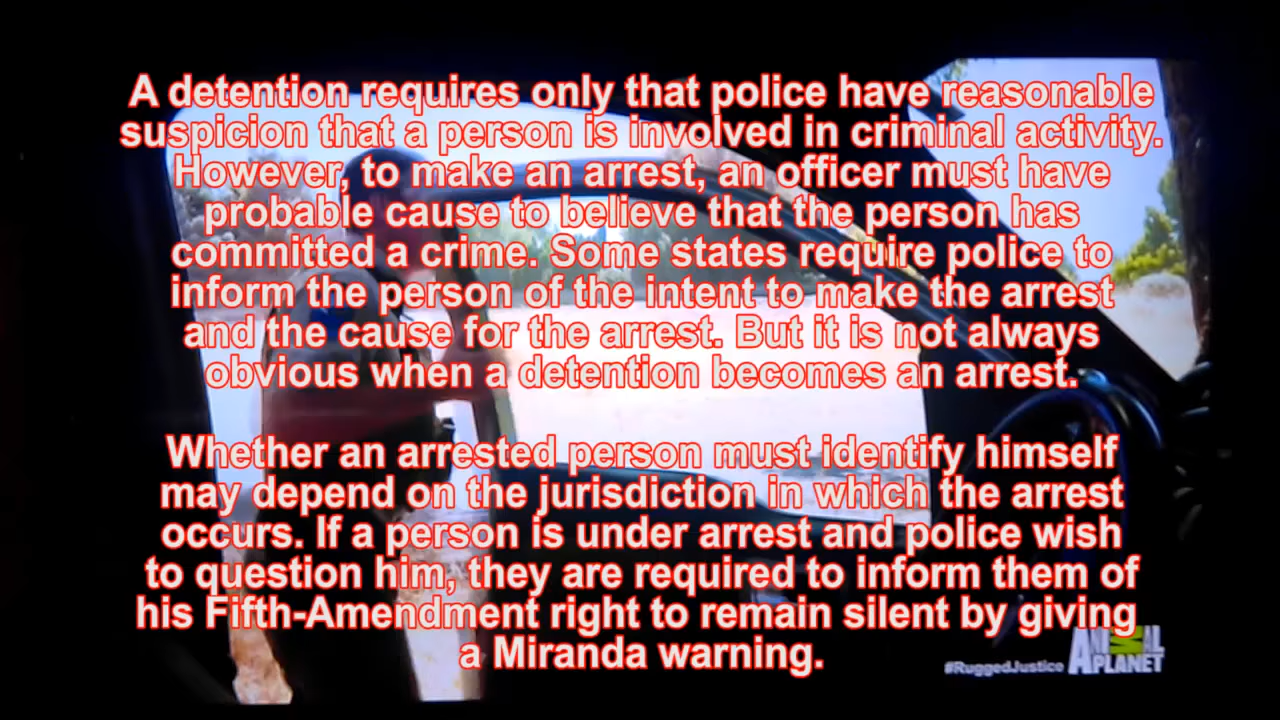 A detention requires only that police have reasonable
suspicion that a person is involved in criminal activity.
However, to make an arrest, an officer must have
probable cause to believe that the person has
committed a crime. Some states require police to
inform the person of the intent to make the arrest
and the cause for the arrest. But it is not always
obvious when a detention becomes an arrest.
Whether an arrested person must identify himself
may depend on the jurisdiction in which the arrest
occurs. If a person is under arrest and police wish
to question him, they are required to inform them of
his Fifth-Amendment right to remain silent by giving
a Miranda warning.
#RuggedJustice
ANIMAL
PLANET